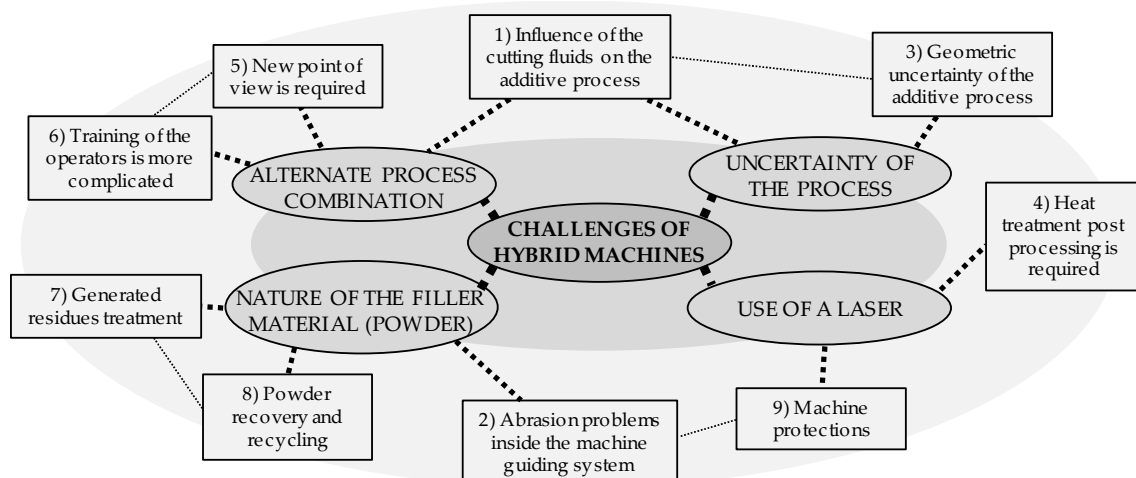 1) Influence of the
cutting fluids on the
additive process
3) Geometric
uncertainty of the
additive process
5) New point of
view is required
6) Training of the
operators is more
complicated
ALTERNATE PROCESS
COMBINATION
UNCERTAINTY OF
THE PROCESS
4) Heat
treatment post
processing is
required
CHALLENGES OF
HYBRID MACHINES
7) Generated
residues treatment
NATURE OF THE FILLER
MATERIAL (POWDER)
USE OF A LASER
8) Powder
recovery and
recycling
2) Abrasion problems
inside the machine
guiding system
9) Machine
protections